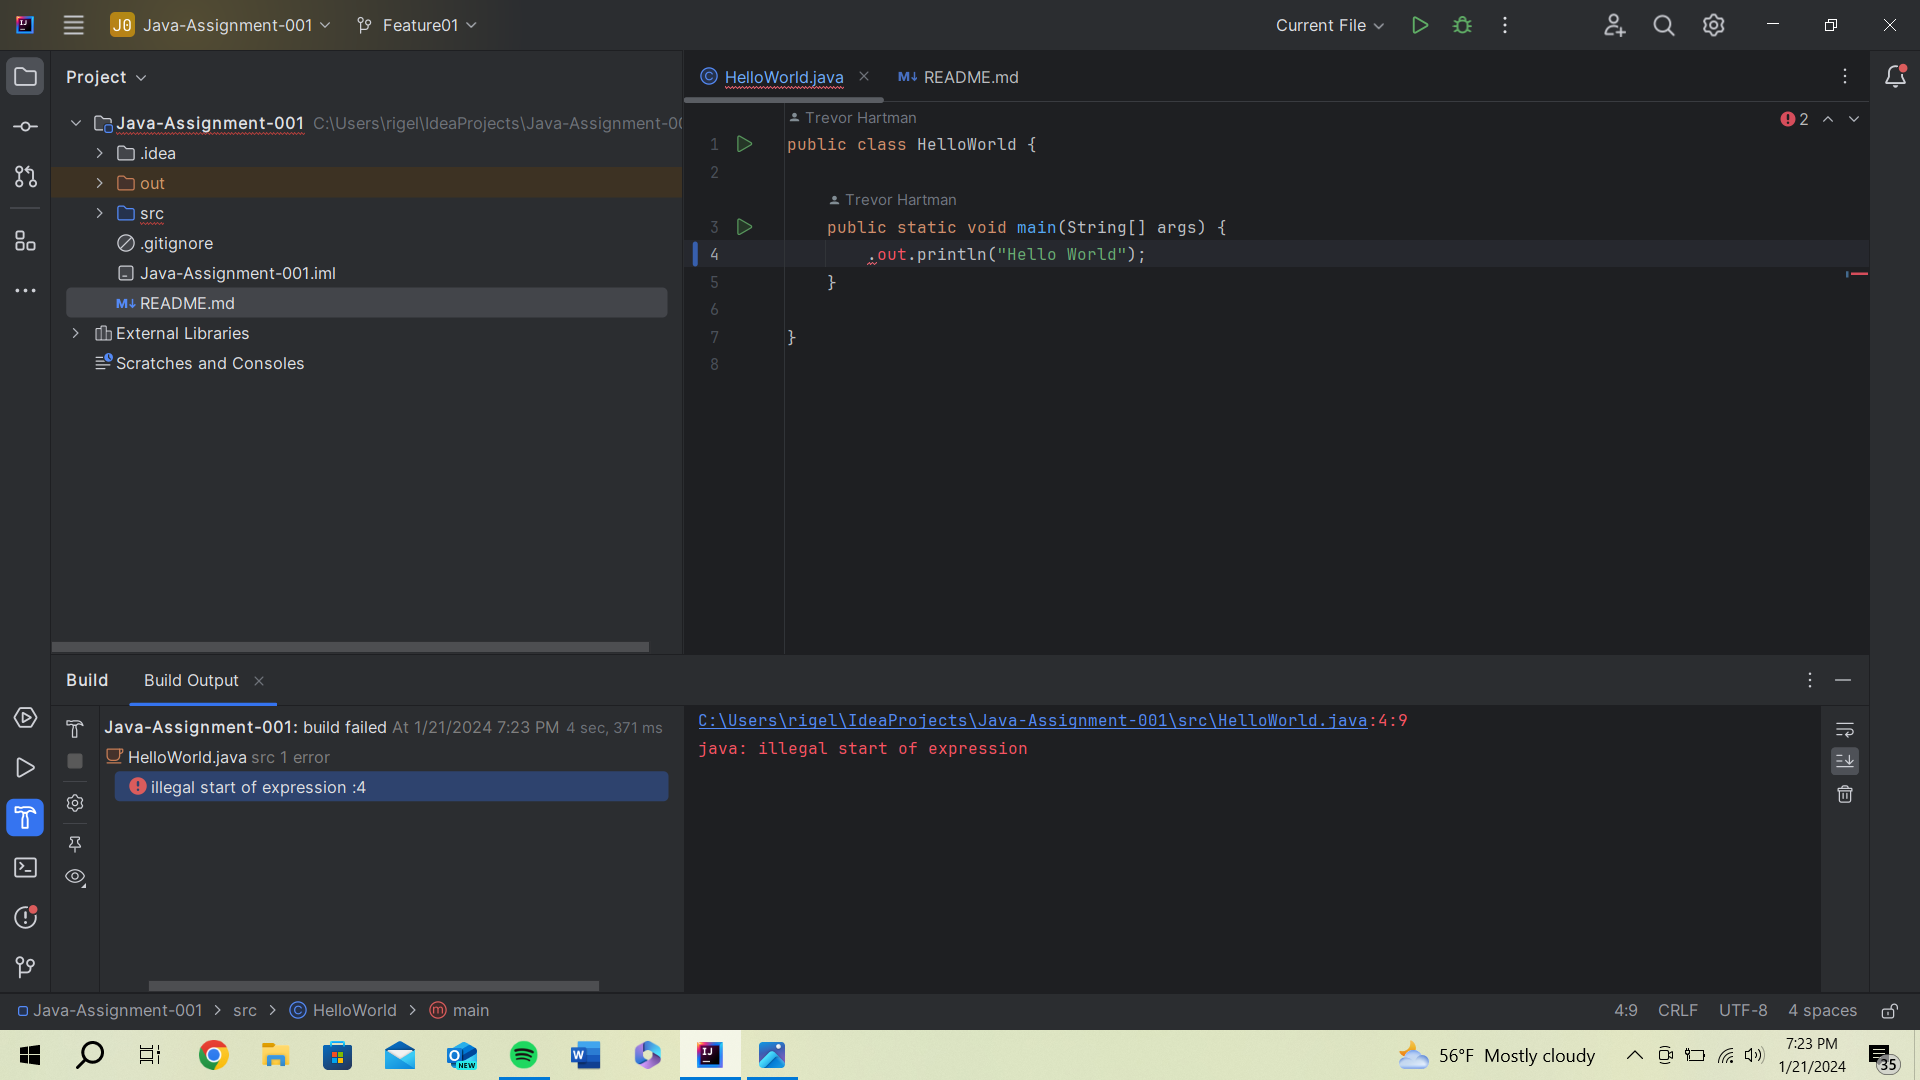 J0 Java-Assignment-001 Feature01 Current File
Project
Java-Assignment-001 C:\Users\rigel\IdeaProjects\Java-Assignment-00
.idea
out
src
.gitignore
Java-Assignment-001.iml
M↓ README.md
External Libraries
Scratches and Consoles
HelloWorld.java M↓ README.md
Trevor Hartman
2
1 public class HelloWorld {
2
Trevor Hartman
3 public static void main(String[] args) {
4 .out.println("Hello World");
5 }
6
7 }
8
Build Build Output
Java-Assignment-001: build failed At 1/21/2024 7:23 PM 4 sec, 371 ms
HelloWorld.java src 1 error
illegal start of expression :4
C:\Users\rigel\IdeaProjects\Java-Assignment-001\src\HelloWorld.java:4:9
java: illegal start of expression
Java-Assignment-001 > src > HelloWorld > main
4:9 CRLF UTF-8 4 spaces
NEW
56°F Mostly cloudy
7:23 PM
1/21/2024
35